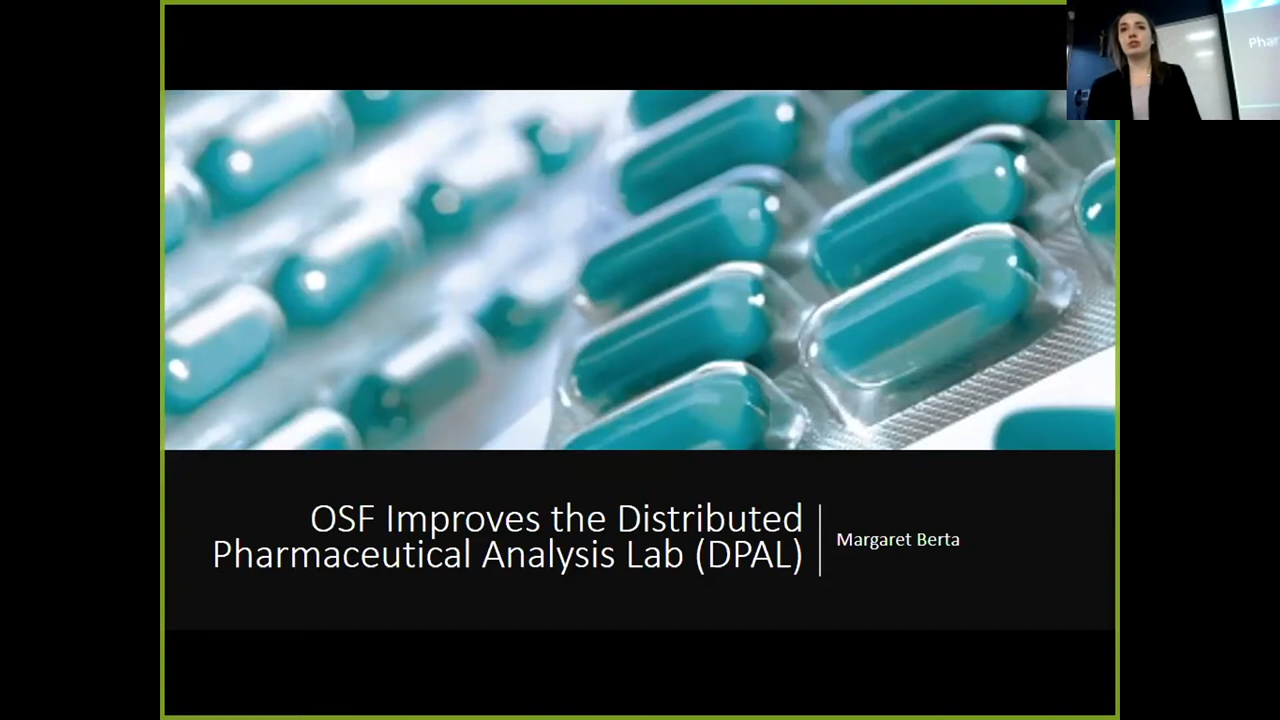 OSF Improves the Distributed
Pharmaceutical Analysis Lab (DPAL)
Margaret Berta